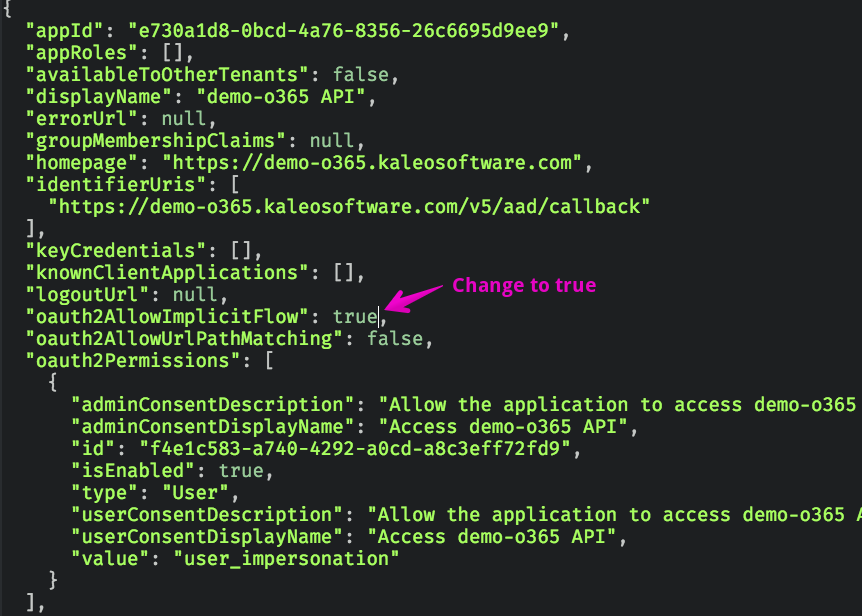 {
"appId": "e730a1d8-0bcd-4a76-8356-26c6695d9ee9",
"appRoles": [],
"availableToOtherTenants": false,
"displayName": "demo-o365 API",
"errorUrl": null,
"groupMembershipClaims": null,
"homepage": "https://demo-o365.kaleosoftware.com",
"identifierUris": [
"https://demo-o365.kaleosoftware.com/v5/aad/callback"
],
"keyCredentials": [],
"knownClientApplications": [],
"logoutUrl": null,
"oauth2AllowImplicitFlow": true, Change to true
"oauth2AllowUrlPathMatching": false,
"oauth2Permissions": [
{
"adminConsentDescription": "Allow the application to access demo-o365
"adminConsentDisplayName": "Access demo-o365 API",
"id": "f4e1c583-a740-4292-a0cd-a8c3eff72fd9",
"isEnabled": true,
"type": "User",
"userConsentDescription": "Allow the application to access demo-o365 A
"userConsentDisplayName": "Access demo-o365 API",
"value": "user_impersonation"
}
],